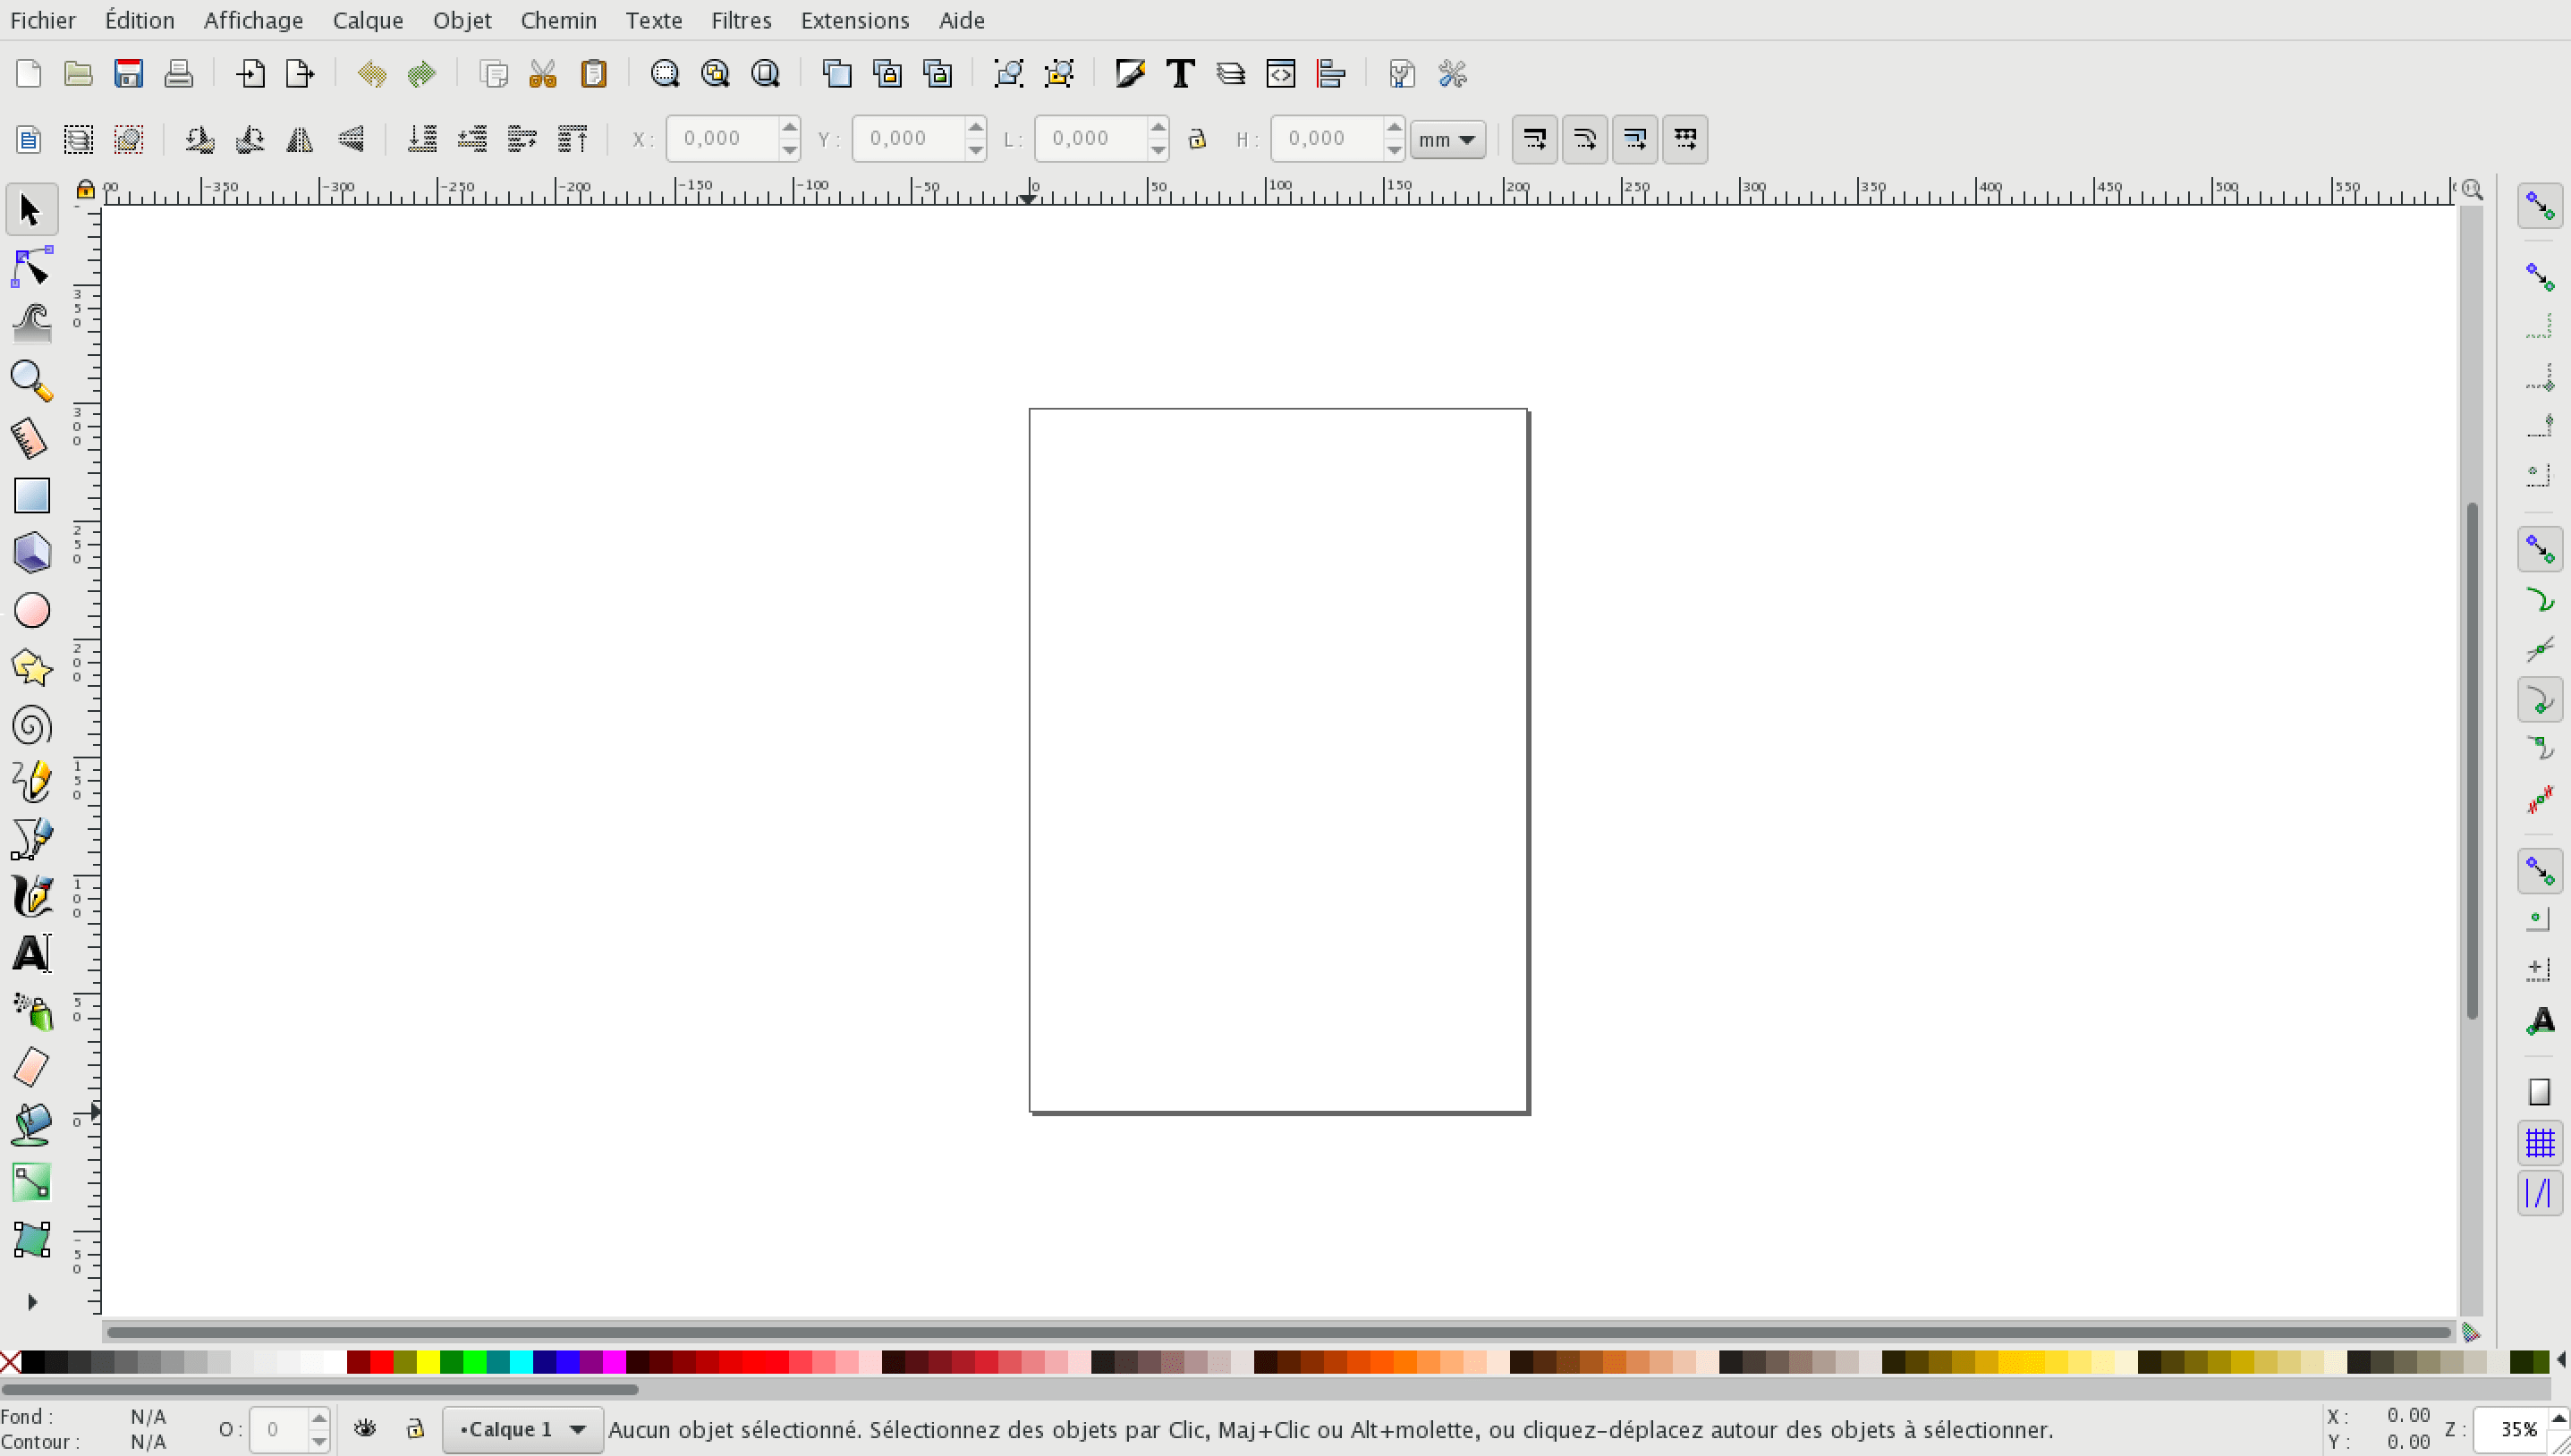 Fichier Édition Affichage Calque Objet Chemin Texte Filtres Extensions Aide
X : 0,000 Y : 0,000 L : 0,000 H : 0,000 mm
00 -350 -300 -250 -200 -150 -100 -50 0 50 100 150 200 250 300 350 400 450 500 550
350
300
250
200
150
100
50
0
-50
Fond : N/A O : 0 •Calque 1 Aucun objet sélectionné. Sélectionnez des objets par Clic, Maj+Clic ou Alt+molette, ou cliquez-déplacez autour des objets à sélectionner. X : 0.00 Z : 35%
Contour : N/A Y : 0.00